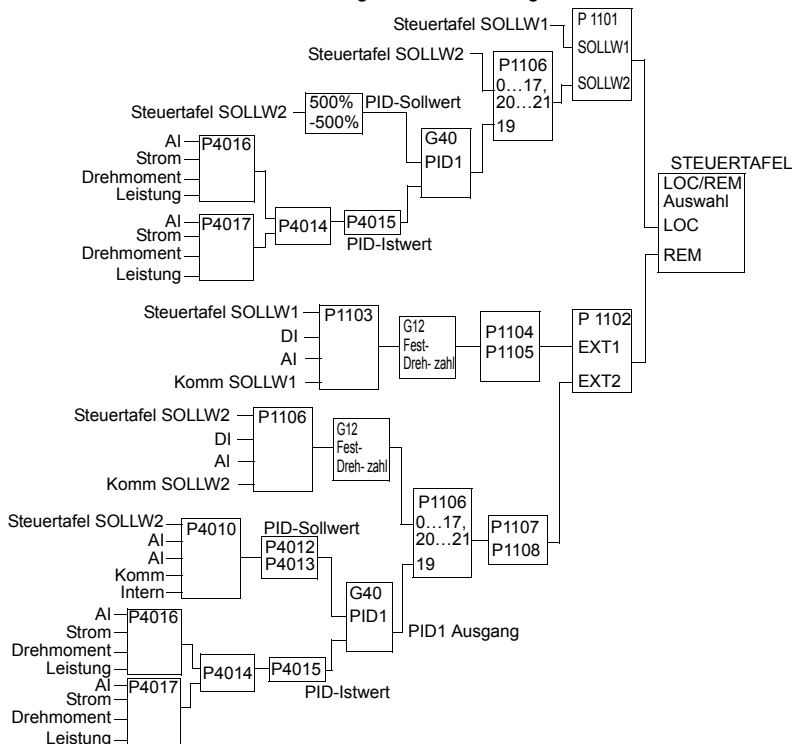 Steuertafel SOLLW1
P 1101
SOLLW1
SOLLW2
Steuertafel SOLLW2
P1106
0...17,
20...21
19
Steuertafel SOLLW2
500%
-500%
PID-Sollwert
G40
PID1
AI
Strom
Drehmoment
Leistung
P4016
AI
Strom
Drehmoment
Leistung
P4017
P4014
P4015
PID-Istwert
STEUERTAFEL
LOC/REM
Auswahl
LOC
REM
Steuertafel SOLLW1
DI
AI
Komm SOLLW1
P1103
G12
Fest-
Dreh- zahl
P1104
P1105
P 1102
EXT1
EXT2
Steuertafel SOLLW2
DI
AI
Komm SOLLW2
P1106
G12
Fest-
Dreh- zahl
P1106
0...17,
20...21
19
P1107
P1108
Steuertafel SOLLW2
AI
AI
Komm
Intern
P4010
PID-Sollwert
P4012
P4013
G40
PID1
PID1 Ausgang
AI
Strom
Drehmoment
Leistung
P4016
AI
Strom
Drehmoment
Leistung
P4017
P4014
P4015
PID-Istwert